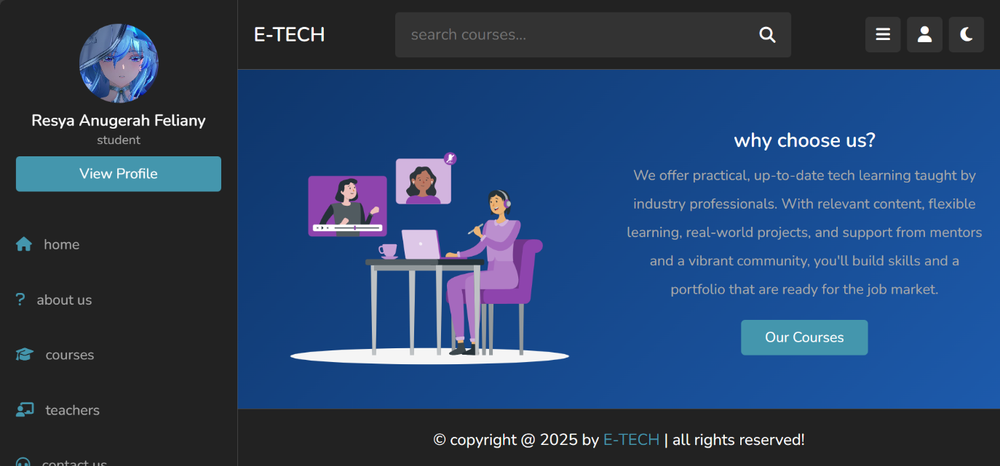 Resya Anugerah Feliany
student
View Profile
home
about us
courses
teachers
contact us
E-TECH
search courses...
why choose us?
We offer practical, up-to-date tech learning taught by
industry professionals. With relevant content, flexible
learning, real-world projects, and support from mentors
and a vibrant community, you'll build skills and a
portfolio that are ready for the job market.
Our Courses
© copyright @ 2025 by E-TECH | all rights reserved!